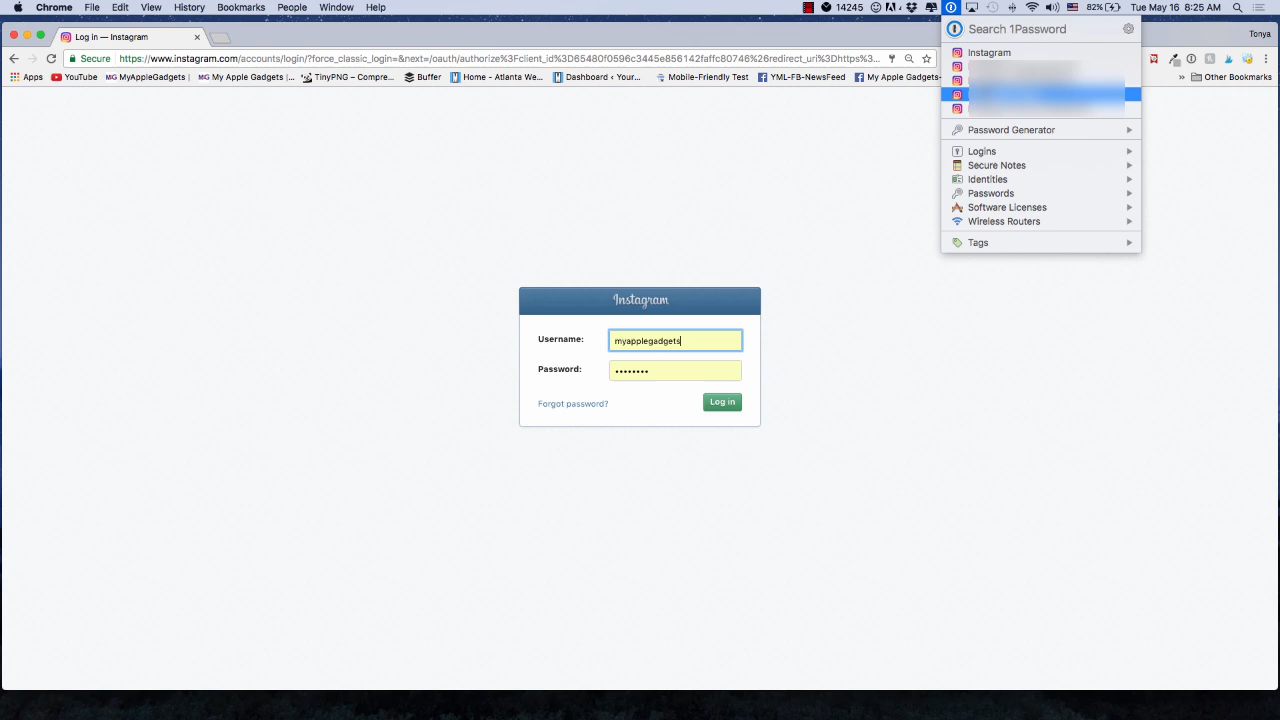 Chrome File Edit View History Bookmarks People Window Help 14245 82% Tue May 16 8:25 AM
Log in — Instagram Tonya
Secure https://www.instagram.com/accounts/login/?force_classic_login=&next=/oauth/authorize%3Fclient_id%3D65480f0596c3445e856142faffc80746%26redirect_uri%3Dhttps%3...
Apps YouTube MyAppleGadgets My Apple Gadgets ... TinyPNG – Compre... Buffer Home - Atlanta We... Dashboard ‹ Your... Mobile-Friendly Test YML-FB-NewsFeed My Apple Gadgets- » Other Bookmarks
Search 1Password
Instagram
Password Generator
Logins
Secure Notes
Identities
Passwords
Software Licenses
Wireless Routers
Tags
Instagram
Username: myapplegadgets
Password: ••••••••
Forgot password? Log in